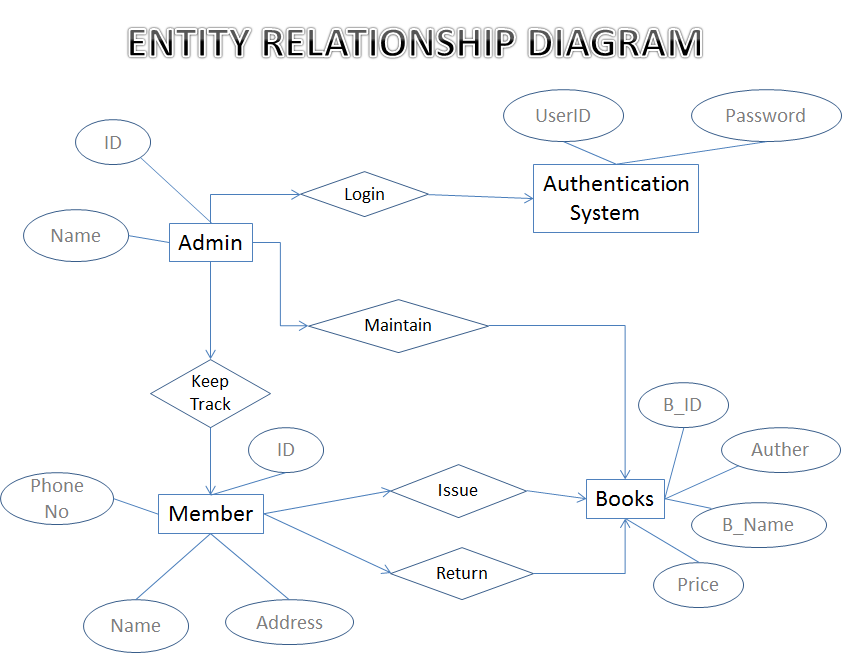 ENTITY RELATIONSHIP DIAGRAM
UserID
Password
ID
Login
Authentication
System
Name
Admin
Maintain
Keep
Track
B_ID
ID
Auther
Phone
No
Issue
Books
Member
B_Name
Return
Price
Name
Address